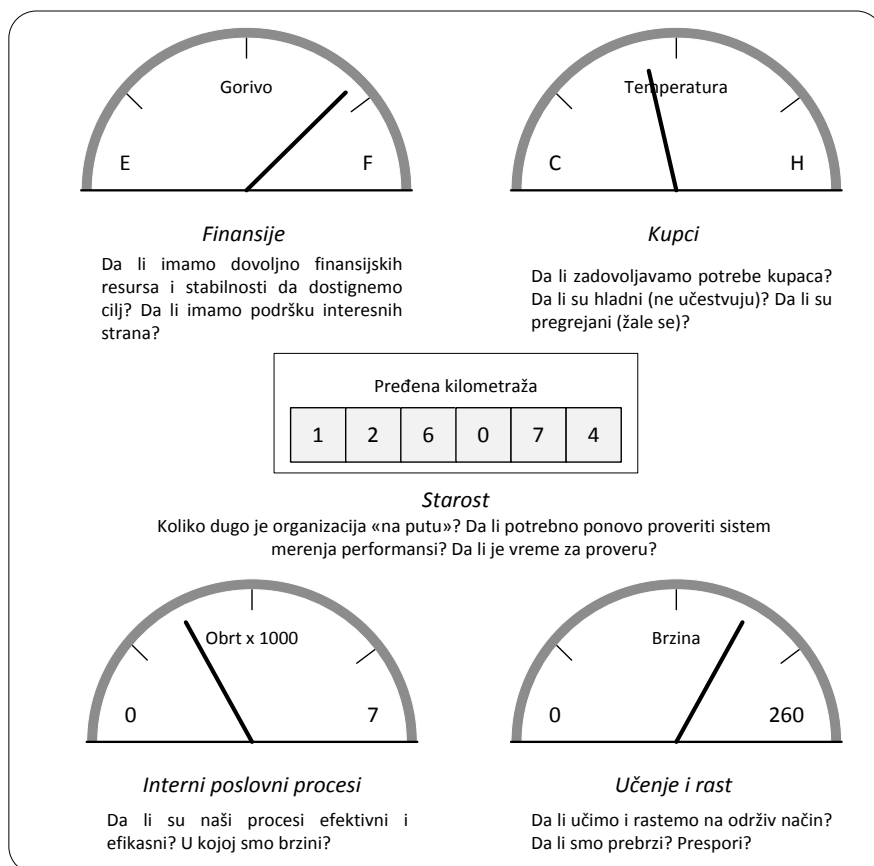 Gorivo
E
F
Finansije
Da li imamo dovoljno finansijskih
resursa i stabilnosti da dostignemo
cilj? Da li imamo podršku interesnih
strana?
Temperatura
C
H
Kupci
Da li zadovoljavamo potrebe kupaca?
Da li su hladni (ne učestvuju)? Da li su
pregrejani (žale se)?
Pređena kilometraža
1 2 6 0 7 4
Starost
Koliko dugo je organizacija «na putu»? Da li potrebno ponovo proveriti sistem
merenja performansi? Da li je vreme za proveru?
Obrt x 1000
0
7
Interni poslovni procesi
Da li su naši procesi efektivni i
efikasni? U kojoj smo brzini?
Brzina
0
260
Učenje i rast
Da li učimo i rastemo na održiv način?
Da li smo prebrzi? Prespori?